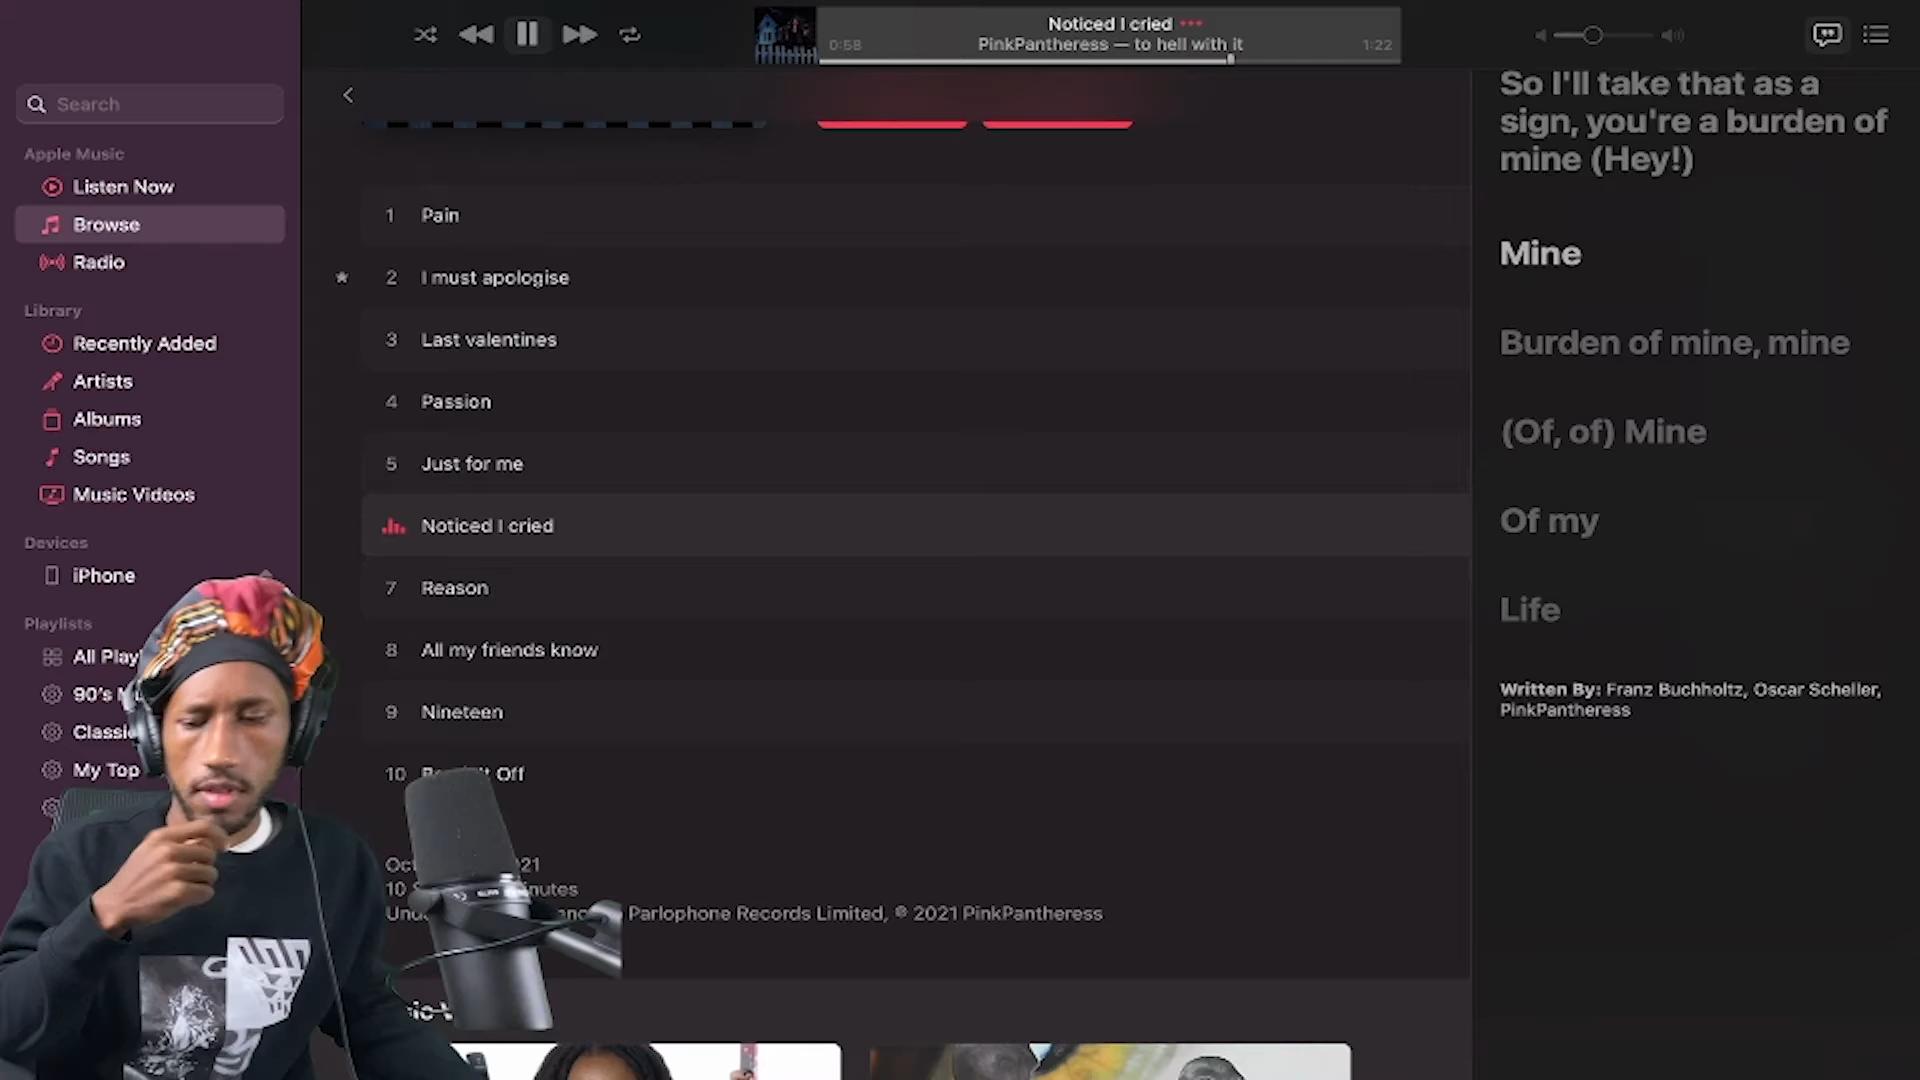 Noticed I cried
PinkPantheress — to hell with it
0:58
1:22
Search
Apple Music
Listen Now
Browse
Radio
Library
Recently Added
Artists
Albums
Songs
Music Videos
Devices
iPhone
Playlists
All Play
90's
Classic
My Top
1 Pain
★ 2 I must apologise
3 Last valentines
4 Passion
5 Just for me
Noticed I cried
7 Reason
8 All my friends know
9 Nineteen
10 Off
21
10
Parlophone Records Limited, ℗ 2021 PinkPantheress
So I'll take that as a
sign, you're a burden of
mine (Hey!)
Mine
Burden of mine, mine
(Of, of) Mine
Of my
Life
Written By: Franz Buchholtz, Oscar Scheller,
PinkPantheress